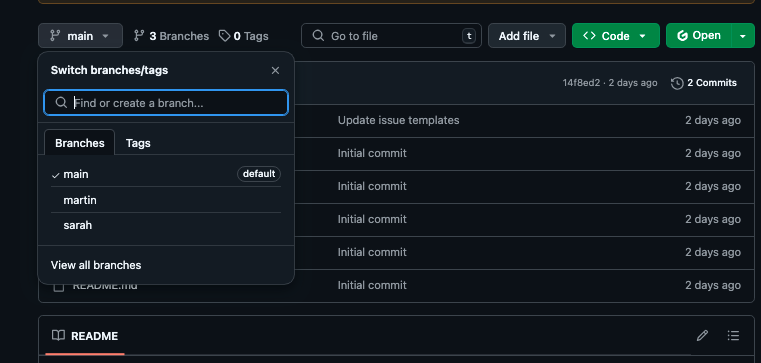 main 3 Branches 0 Tags Go to file t Add file Code Open
Switch branches/tags
14f8ed2 · 2 days ago 2 Commits
Find or create a branch...
Update issue templates 2 days ago
Branches Tags
Initial commit 2 days ago
main default
Initial commit 2 days ago
martin
Initial commit 2 days ago
sarah
Initial commit 2 days ago
View all branches
README.md Initial commit 2 days ago
README